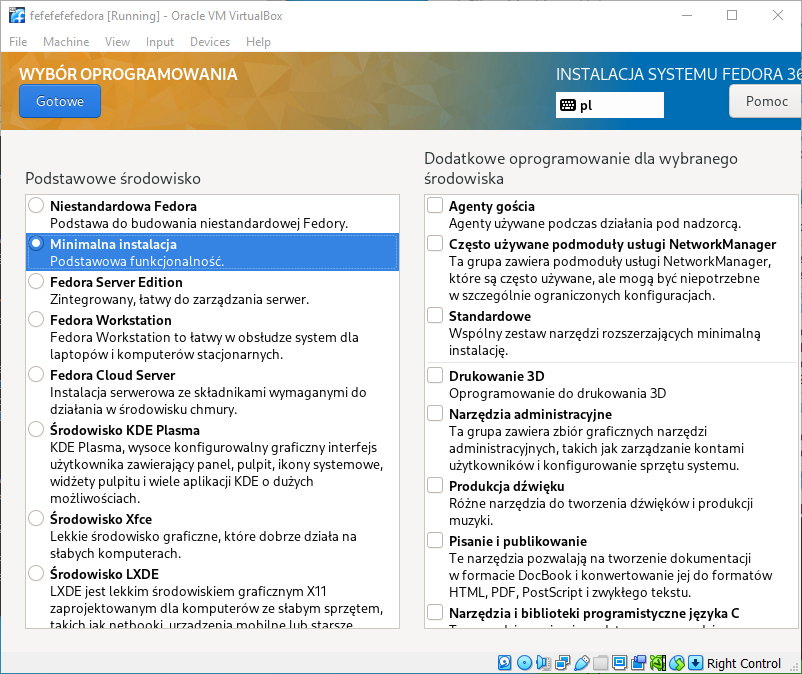 fefefefefedora [Running] - Oracle VM VirtualBox
File Machine View Input Devices Help
WYBÓR OPROGRAMOWANIA
Gotowe
INSTALACJA SYSTEMU FEDORA 36
pl
Pomoc
Podstawowe środowisko
Niestandardowa Fedora
Podstawa do budowania niestandardowej Fedory.
Minimalna instalacja
Podstawowa funkcjonalność.
Fedora Server Edition
Zintegrowany, łatwy do zarządzania serwer.
Fedora Workstation
Fedora Workstation to łatwy w obsłudze system dla
laptopów i komputerów stacjonarnych.
Fedora Cloud Server
Instalacja serwerowa ze składnikami wymaganymi do
działania w środowisku chmury.
Środowisko KDE Plasma
KDE Plasma, wysoce konfigurowalny graficzny interfejs
użytkownika zawierający panel, pulpit, ikony systemowe,
widżety pulpitu i wiele aplikacji KDE o dużych
możliwościach.
Środowisko Xfce
Lekkie środowisko graficzne, które dobrze działa na
słabych komputerach.
Środowisko LXDE
LXDE jest lekkim środowiskiem graficznym X11
zaprojektowanym dla komputerów ze słabym sprzętem,
takich jak netbooki, urządzenia mobilne lub starsze
Dodatkowe oprogramowanie dla wybranego
środowiska
Agenty gościa
Agenty używane podczas działania pod nadzorcą.
Często używane podmoduły usługi NetworkManager
Ta grupa zawiera podmoduły usługi NetworkManager,
które są często używane, ale mogą być niepotrzebne
w szczególnie ograniczonych konfiguracjach.
Standardowe
Wspólny zestaw narzędzi rozszerzających minimalną
instalację.
Drukowanie 3D
Oprogramowanie do drukowania 3D
Narzędzia administracyjne
Ta grupa zawiera zbiór graficznych narzędzi
administracyjnych, takich jak zarządzanie kontami
użytkowników i konfigurowanie sprzętu systemu.
Produkcja dźwięku
Różne narzędzia do tworzenia dźwięków i produkcji
muzyki.
Pisanie i publikowanie
Te narzędzia pozwalają na tworzenie dokumentacji
w formacie DocBook i konwertowanie jej do formatów
HTML, PDF, PostScript i zwykłego tekstu.
Narzędzia i biblioteki programistyczne języka C
Right Control